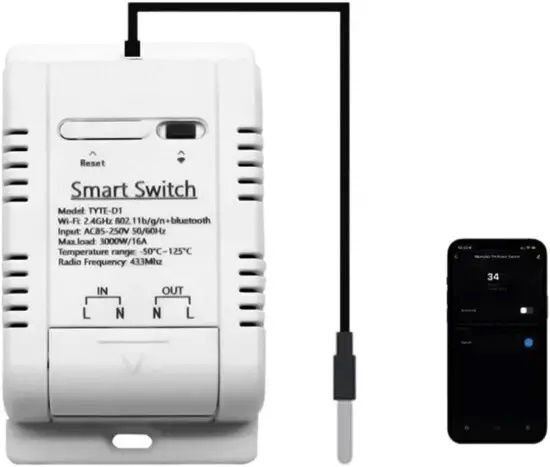 Reset
Smart Switch
Model: TYTE-D1
Wi-Fi: 2.4GHz 802.11b/g/n+bluetooth
Input: AC85-250V 50/60Hz
Max.load: 3000W/16A
Temperature range: -50°C~125°C
Radio Frequency: 433Mhz
IN OUT
L N N L
34